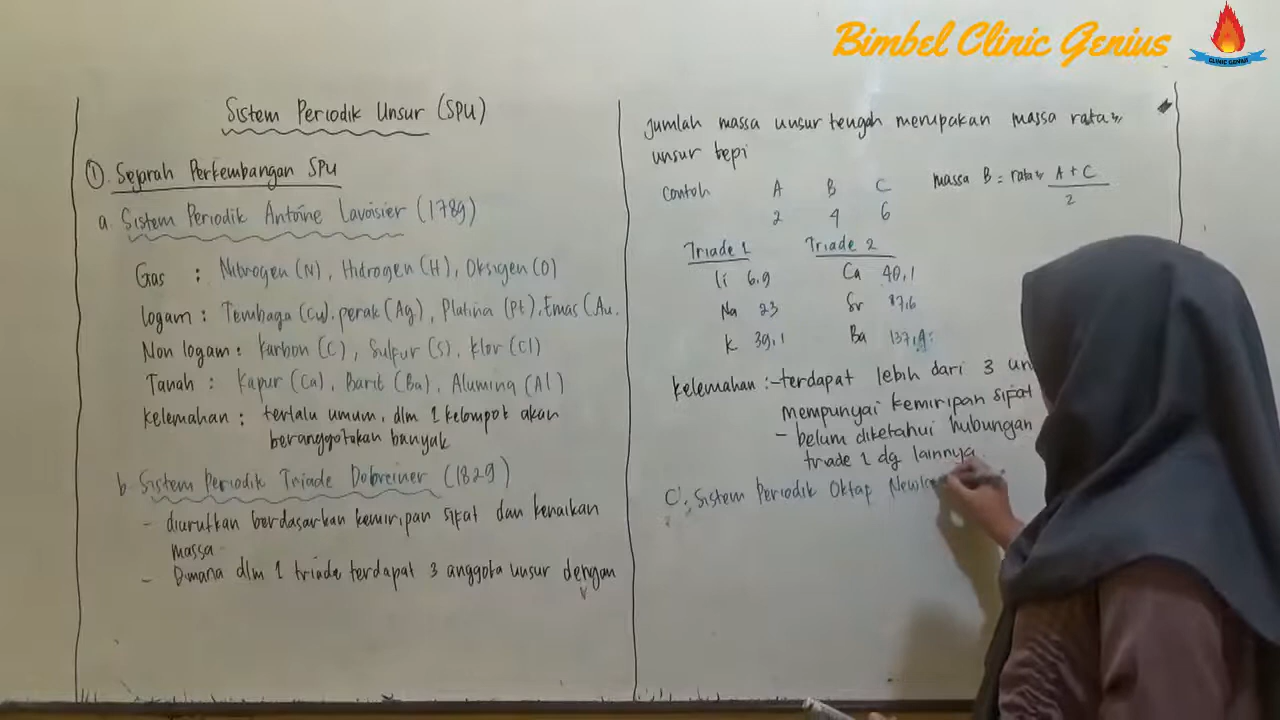 Bimbel Clinic Genius
CLINIC GENIUS
Sistem Periodik Unsur (SPU)
①. Sejarah Perkembangan SPU
a. Sistem Periodik Antoine Lavoisier (1789)
Gas : Nitrogen (N), Hidrogen (H), Oksigen (O)
logam : Tembaga (Cu), perak (Ag), Platina (Pt), Emas (Au.
Non logam : Karbon (C), Sulfur (S), Klor (Cl)
Tanah : Kapur (Ca), Barit (Ba), Alumina (Al)
Kelemahan : terlalu umum, dlm 1 kelompok akan
beranggotakan banyak
b. Sistem Periodik Triade Dobreiner (1829)
- diurutkan berdasarkan kemiripan sifat dan kenaikan
massa
- Dimana dlm 1 triade terdapat 3 anggota unsur dengan
jumlah massa unsur tengah merupakan massa rata2
unsur tepi
contoh A B C
2 4 6
massa B = rata2 A + C
2
Triade 1 Triade 2
Li 6,9 Ca 40,1
Na 23 Sr 87,6
K 39,1 Ba 137,9
kelemahan : - terdapat lebih dari 3 un
mempunyai kemiripan sifat
- belum diketahui hubungan
triade 1 dg lainnya
C. Sistem Periodik Oktap